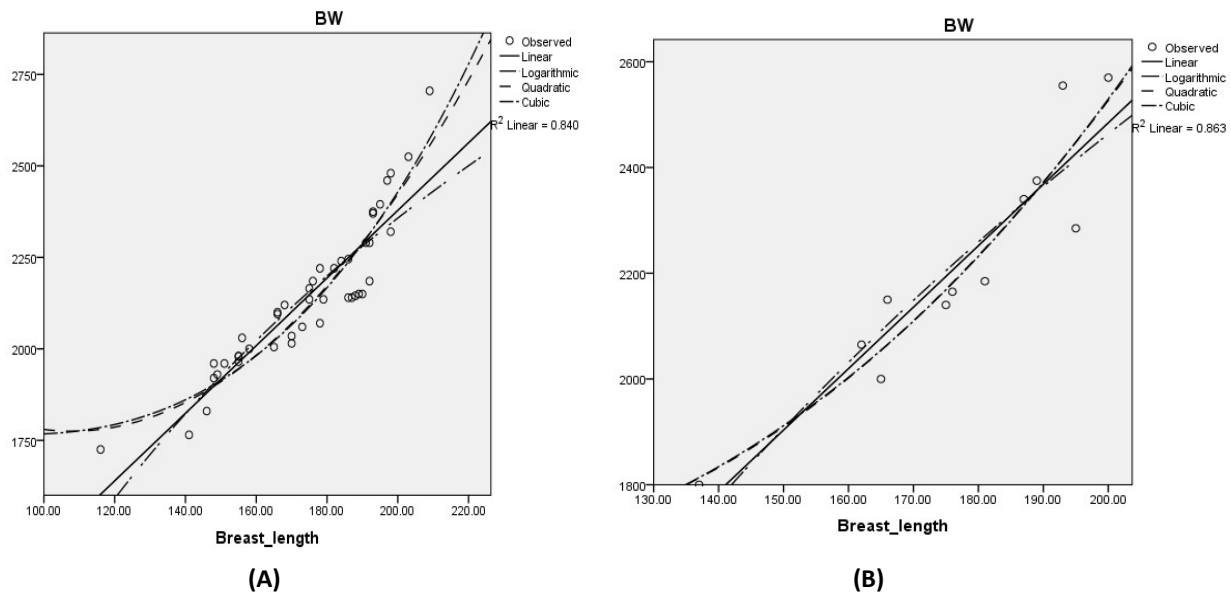 BW
2750
2500
2250
2000
1750
100.00 120.00 140.00 160.00 180.00 200.00 220.00
Breast_length
Observed
Linear
Logarithmic
Quadratic
Cubic
R2 Linear = 0.840
(A)
BW
2600
2400
2200
2000
1800
130.00 140.00 150.00 160.00 170.00 180.00 190.00 200.00
Breast_length
Observed
Linear
Logarithmic
Quadratic
Cubic
R2 Linear = 0.863
(B)